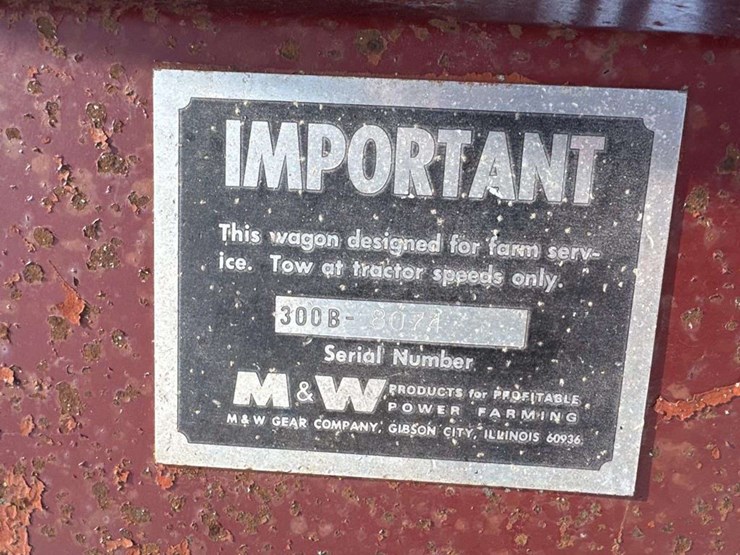 IMPORTANT
This wagon designed for farm serv-
ice. Tow at tractor speeds only.
300B-
Serial Number
M & W PRODUCTS for PROFITABLE
POWER FARMING
M & W GEAR COMPANY, GIBSON CITY, ILLINOIS 60936